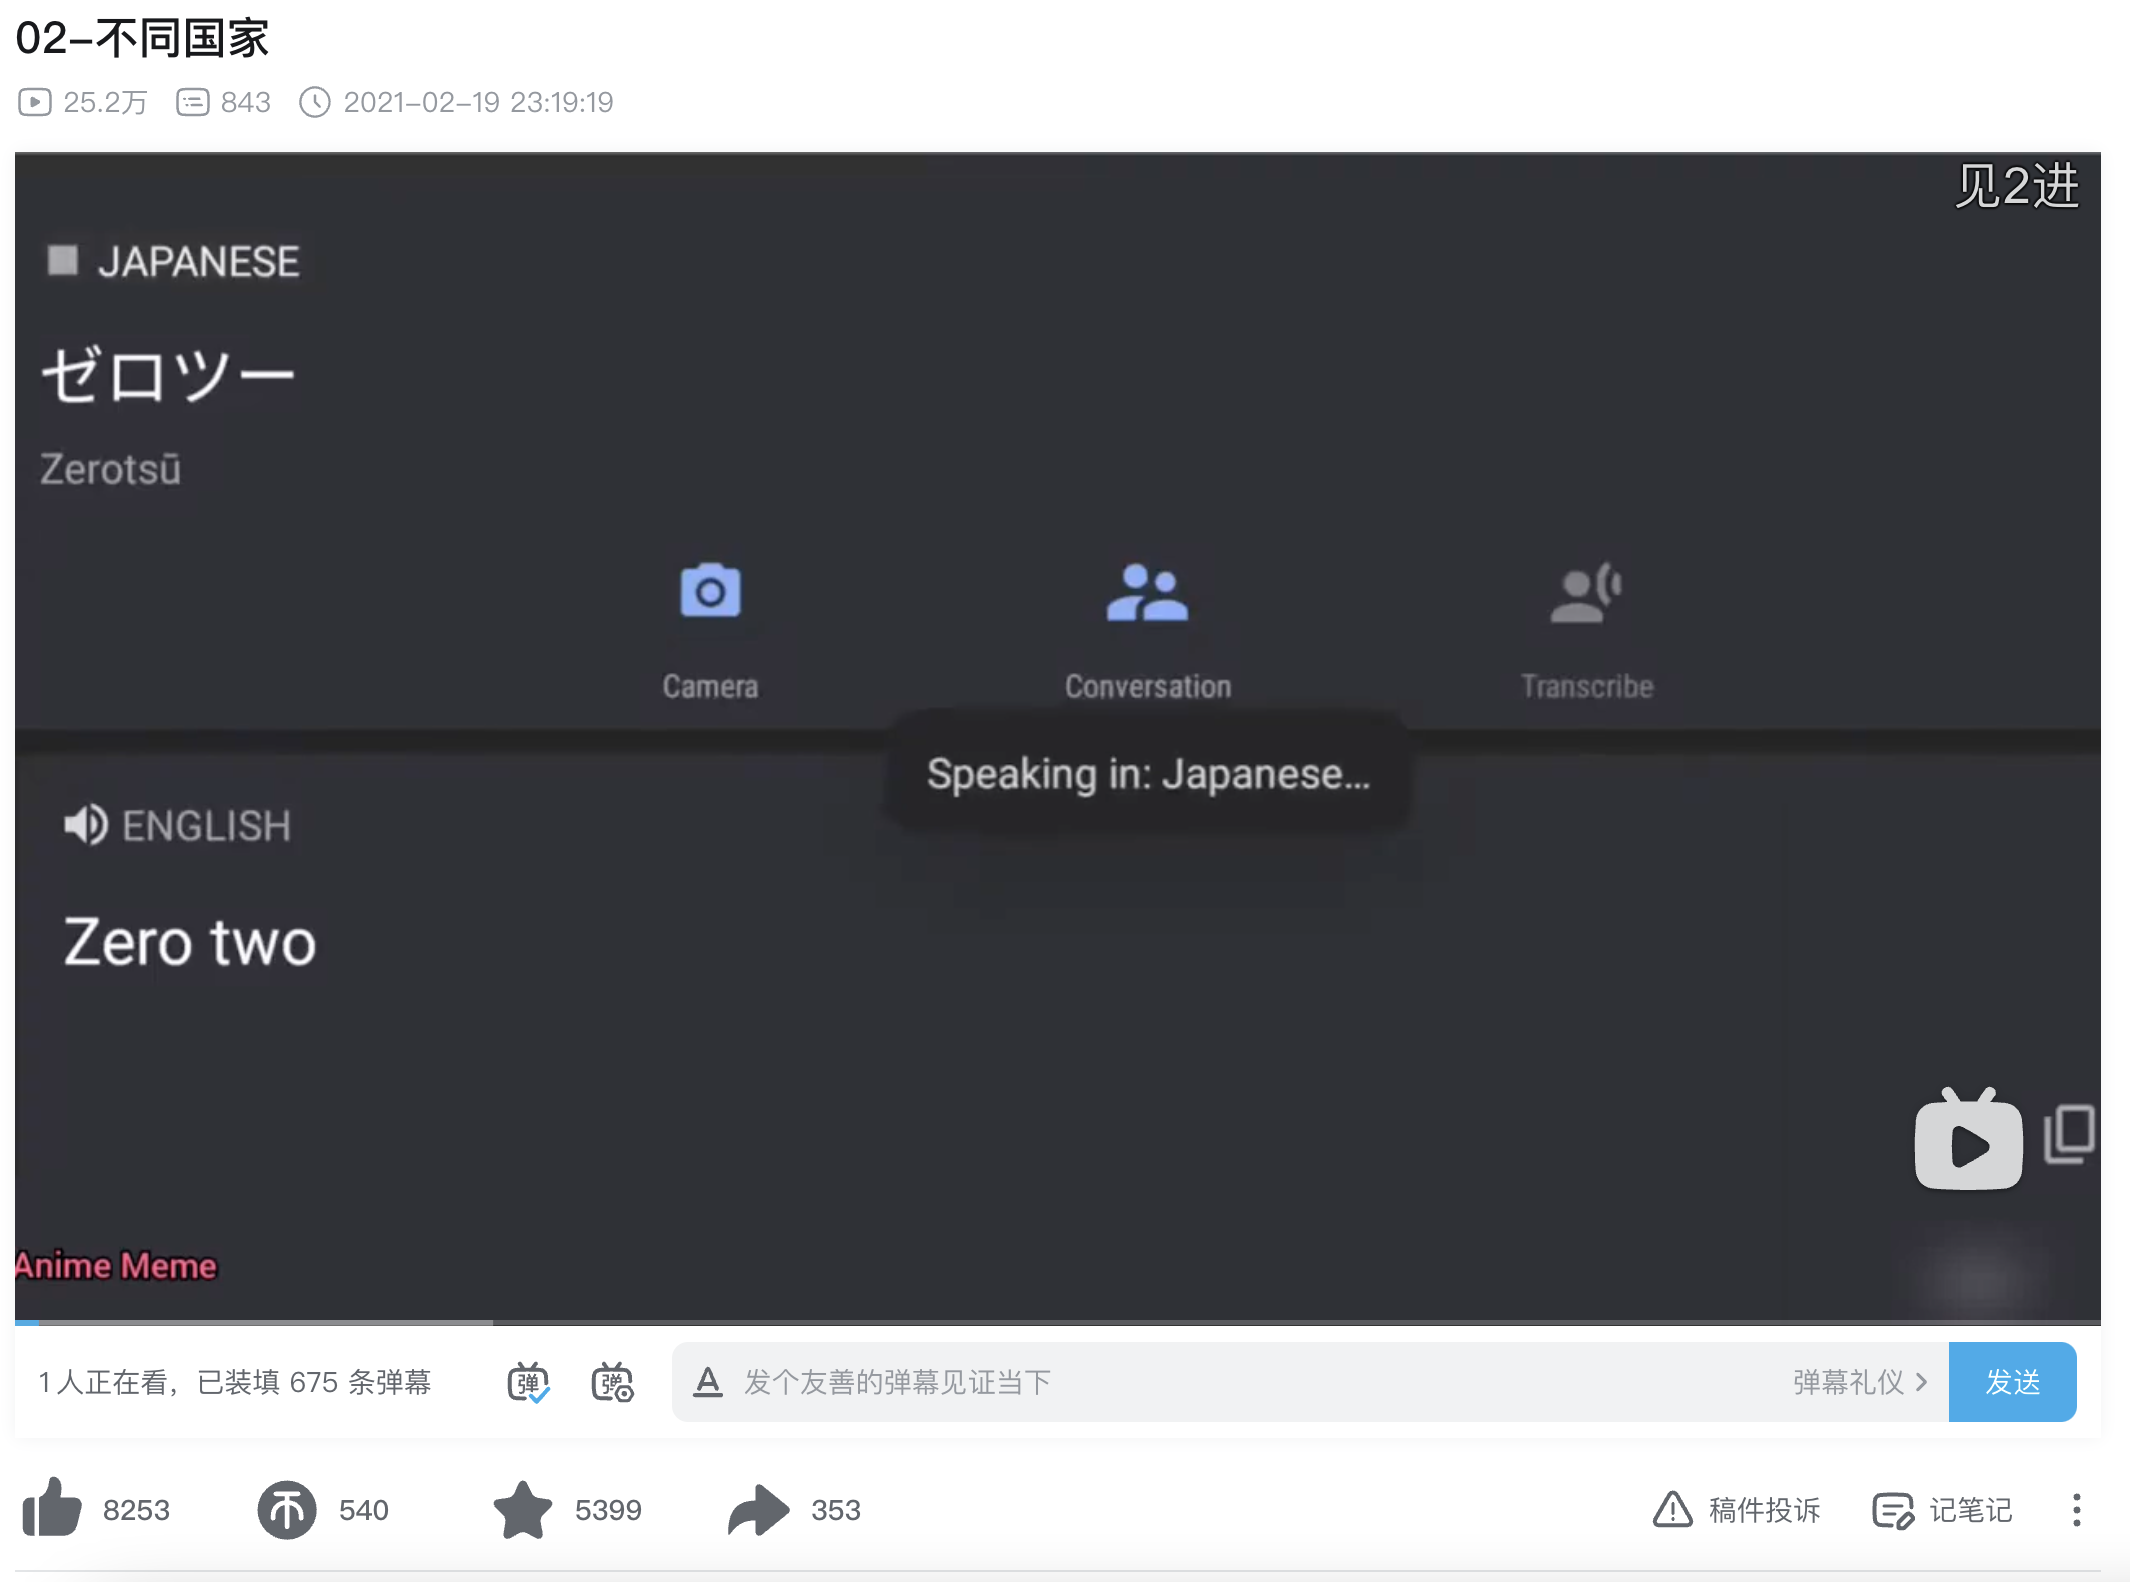 02-不同国家
25.2万 843 2021-02-19 23:19:19
见2进
JAPANESE
ゼロツー
Zerotsū
Camera Conversation Transcribe
Speaking in: Japanese...
ENGLISH
Zero two
Anime Meme
1人正在看，已装填 675 条弹幕 弹 弹 A 发个友善的弹幕见证当下 弹幕礼仪 > 发送
8253 540 5399 353 稿件投诉 记笔记